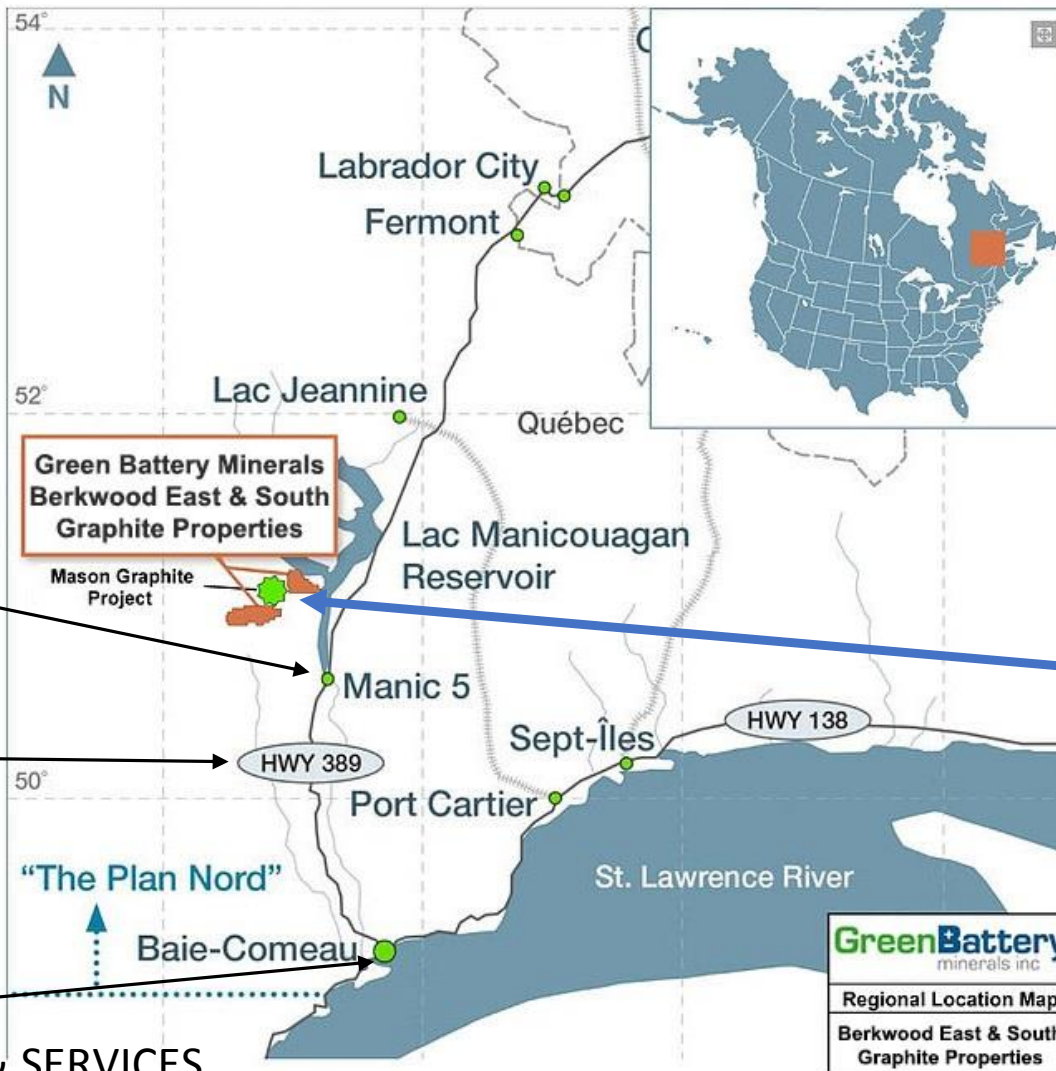 54°
N
Labrador City
Fermont
52°
Lac Jeannine
Québec
Green Battery Minerals
Berkwood East & South
Graphite Properties
Lac Manicouagan
Reservoir
Mason Graphite
Project
Manic 5
HWY 138
Sept-Îles
HWY 389
50°
Port Cartier
"The Plan Nord"
St. Lawrence River
Baie-Comeau
GreenBattery
minerals inc
Regional Location Map
Berkwood East & South
Graphite Properties
SERVICES